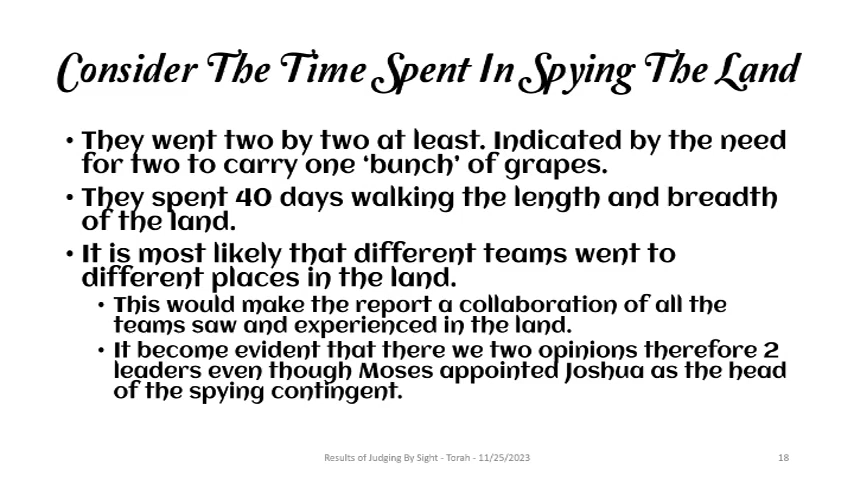 Consider The Time Spent In Spying The Land
• They went two by two at least. Indicated by the need
for two to carry one ‘bunch’ of grapes.
• They spent 40 days walking the length and breadth
of the land.
• It is most likely that different teams went to
different places in the land.
• This would make the report a collaboration of all the
teams saw and experienced in the land.
• It become evident that there we two opinions therefore 2
leaders even though Moses appointed Joshua as the head
of the spying contingent.
Results of Judging By Sight - Torah - 11/25/2023
18